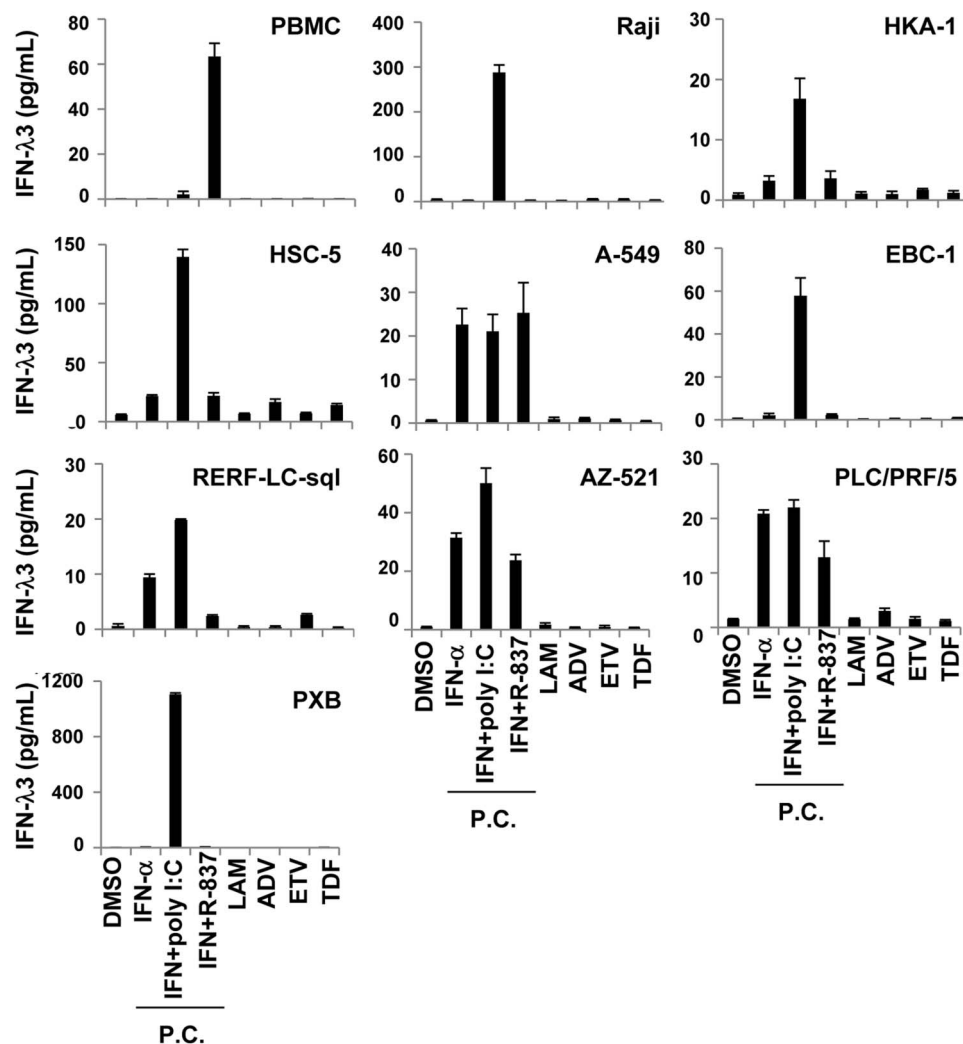 PBMC
IFN-λ3 (pg/mL)
80
60
40
20
0
Raji
400
300
200
100
0
HKA-1
30
20
10
0
HSC-5
IFN-λ3 (pg/mL)
150
100
50
0
A-549
40
30
20
10
0
EBC-1
80
60
40
20
0
RERF-LC-sql
IFN-λ3 (pg/mL)
30
20
10
0
AZ-521
60
40
20
0
DMSO
IFN-α
IFN+poly I:C
IFN+R-837
LAM
ADV
ETV
TDF
P.C.
PLC/PRF/5
30
20
10
0
DMSO
IFN-α
IFN+poly I:C
IFN+R-837
LAM
ADV
ETV
TDF
P.C.
PXB
IFN-λ3 (pg/mL)
1200
800
400
0
DMSO
IFN-α
IFN+poly I:C
IFN+R-837
LAM
ADV
ETV
TDF
P.C.